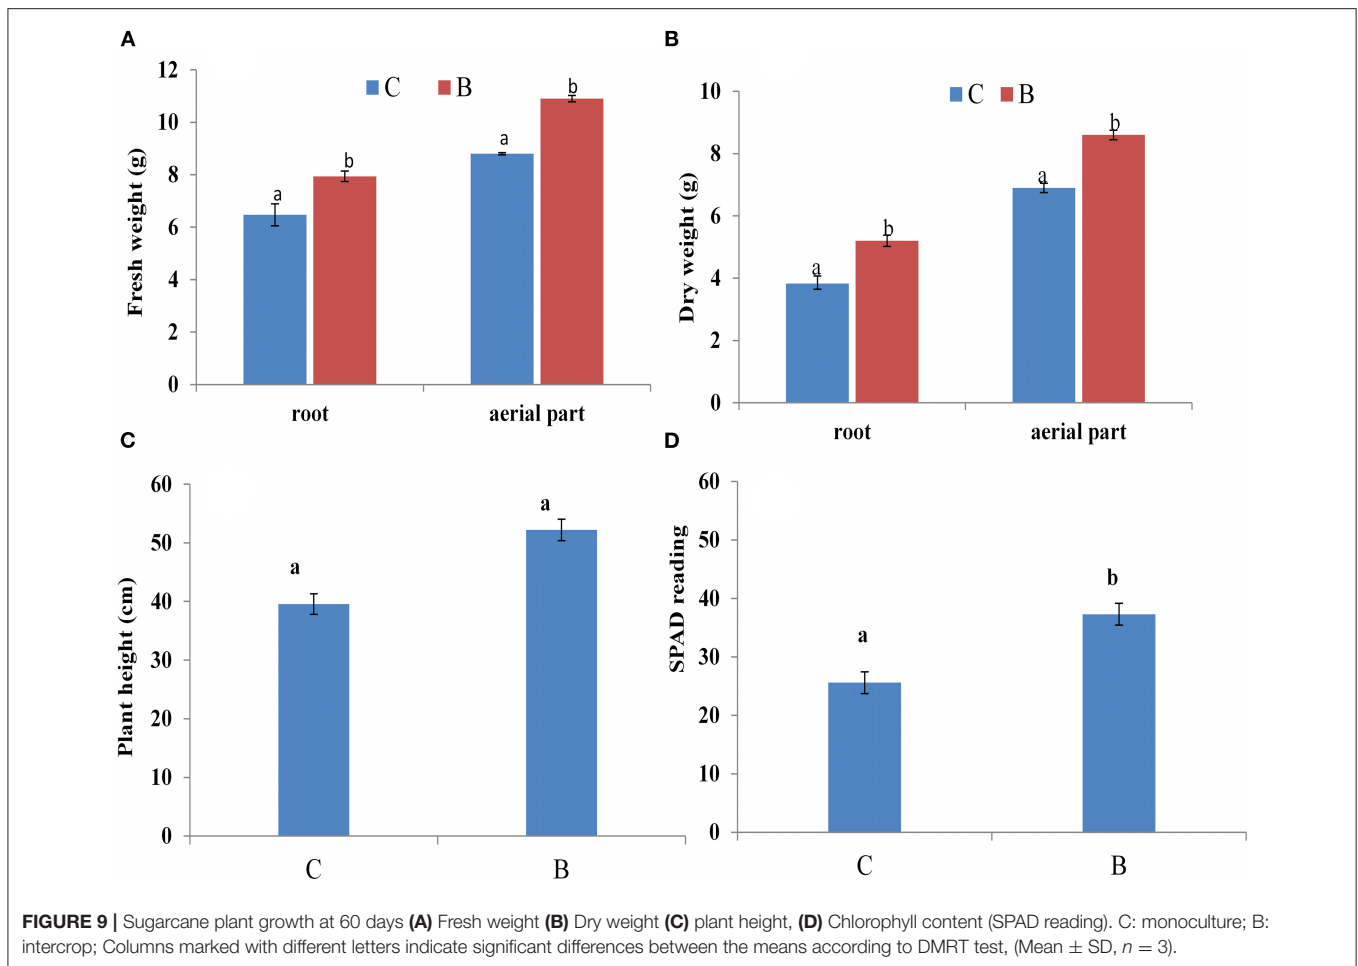 A
Fresh weight (g)
12
10
8
6
4
2
0
C B
a
b
a
b
root aerial part
B
Dry weight (g)
10
8
6
4
2
0
C B
a
b
a
b
root aerial part
C
Plant height (cm)
60
50
40
30
20
10
0
a
a
C B
D
SPAD reading
60
50
40
30
20
10
0
a
b
C B
FIGURE 9 | Sugarcane plant growth at 60 days (A) Fresh weight (B) Dry weight (C) plant height, (D) Chlorophyll content (SPAD reading). C: monoculture; B:
intercrop; Columns marked with different letters indicate significant differences between the means according to DMRT test, (Mean ± SD, n = 3).